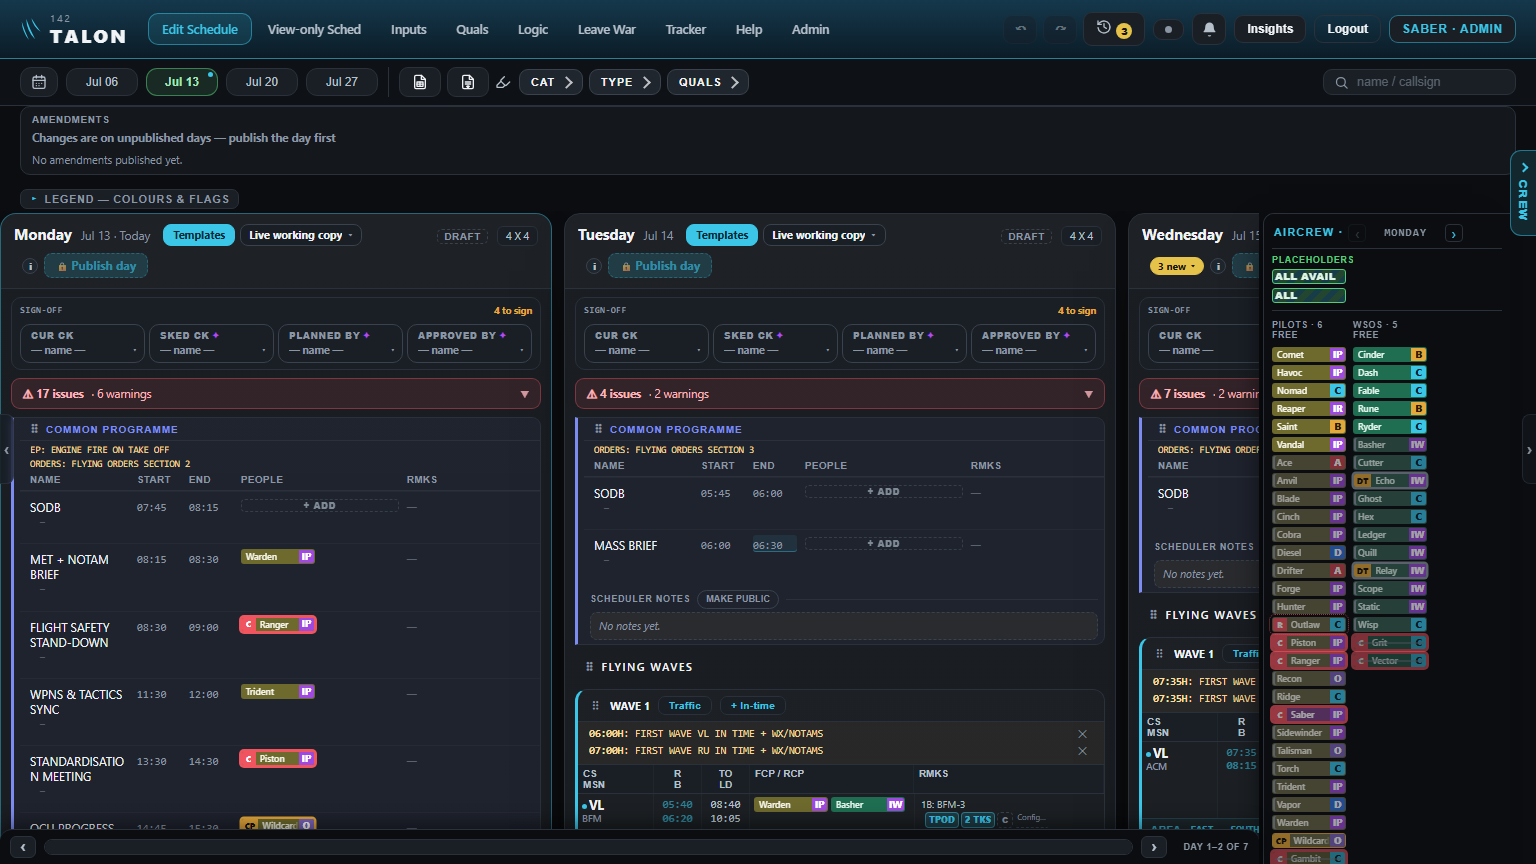 142
TALON
Edit Schedule
View-only Sched
Inputs
Quals
Logic
Leave War
Tracker
Help
Admin
3
Insights
Logout
SABER · ADMIN
Jul 06
Jul 13
Jul 20
Jul 27
CAT
TYPE
QUALS
name / callsign
AMENDMENTS
Changes are on unpublished days — publish the day first
No amendments published yet.
LEGEND — COLOURS & FLAGS
CREW
Monday Jul 13 · Today
Templates
Live working copy
DRAFT
4 X 4
Publish day
SIGN-OFF
4 to sign
CUR CK
— name —
SKED CK
— name —
PLANNED BY
— name —
APPROVED BY
— name —
17 issues · 6 warnings
COMMON PROGRAMME
EP: ENGINE FIRE ON TAKE OFF
ORDERS: FLYING ORDERS SECTION 2
NAME START END PEOPLE RMKS
SODB 07:45 08:15 + ADD —
–
MET + NOTAM BRIEF 08:15 08:30 Warden IP —
–
FLIGHT SAFETY STAND-DOWN 08:30 09:00 C Ranger IP —
–
WPNS & TACTICS SYNC 11:30 12:00 Trident IP —
–
STANDARDISATIO
N MEETING 13:30 14:30 C Piston IP —
–
OCU PROGRESS 14:45 15:30 CP Wildcar O —
Tuesday Jul 14
Templates
Live working copy
DRAFT
4 X 4
Publish day
SIGN-OFF
4 to sign
CUR CK
— name —
SKED CK
— name —
PLANNED BY
— name —
APPROVED BY
— name —
4 issues · 2 warnings
COMMON PROGRAMME
ORDERS: FLYING ORDERS SECTION 3
NAME START END PEOPLE RMKS
SODB 05:45 06:00 + ADD —
–
MASS BRIEF 06:00 06:30 + ADD —
–
SCHEDULER NOTES
MAKE PUBLIC
No notes yet.
FLYING WAVES
WAVE 1
Traffic
+ In-time
06:00H: FIRST WAVE VL IN TIME + WX/NOTAMS
07:00H: FIRST WAVE RU IN TIME + WX/NOTAMS
CS R TO FCP / RCP RMKS
MSN B LD
VL 05:40 08:40 Warden IP Basher IW 1B: BFM-3
BFM 06:20 10:05 TPOD 2 TKS C Config...
Wednesday Jul 15
3 new
SIGN-OFF
CUR CK
— name —
7 issues · 2 warnin
COMMON PROG
ORDERS: FLYING ORDE
NAME
SODB
–
SCHEDULER NOTES
No notes yet.
FLYING WAVES
WAVE 1
Traffi
07:35H: FIRST WAVE
07:35H: FIRST WAVE
CS R
MSN B
VL 07:35
ACM 08:15
AIRCREW ·
MONDAY
PLACEHOLDERS
ALL AVAIL
ALL
PILOTS · 6 FREE
WSOS · 5 FREE
Comet IP Cinder B
Havoc IP Dash C
Nomad C Fable C
Reaper IR Rune B
Saint B Ryder C
Vandal IP Basher IW
Ace A Cutter C
Anvil IP DT Echo IW
Blade IP Ghost C
Cinch IP Hex C
Cobra IP Ledger IW
Diesel D Quill IW
Drifter A DT Relay IW
Forge IP Scope IW
Hunter IP Static IW
R Outlaw C Wisp C
C Piston IP C Grit C
C Ranger IP C Vector C
Recon O
Ridge C
C Saber IP
Sidewinder IP
Talisman O
Torch C
Trident IP
Vapor D
Warden IP
CP Wildcar O
C Gambit C
DAY 1–2 OF 7